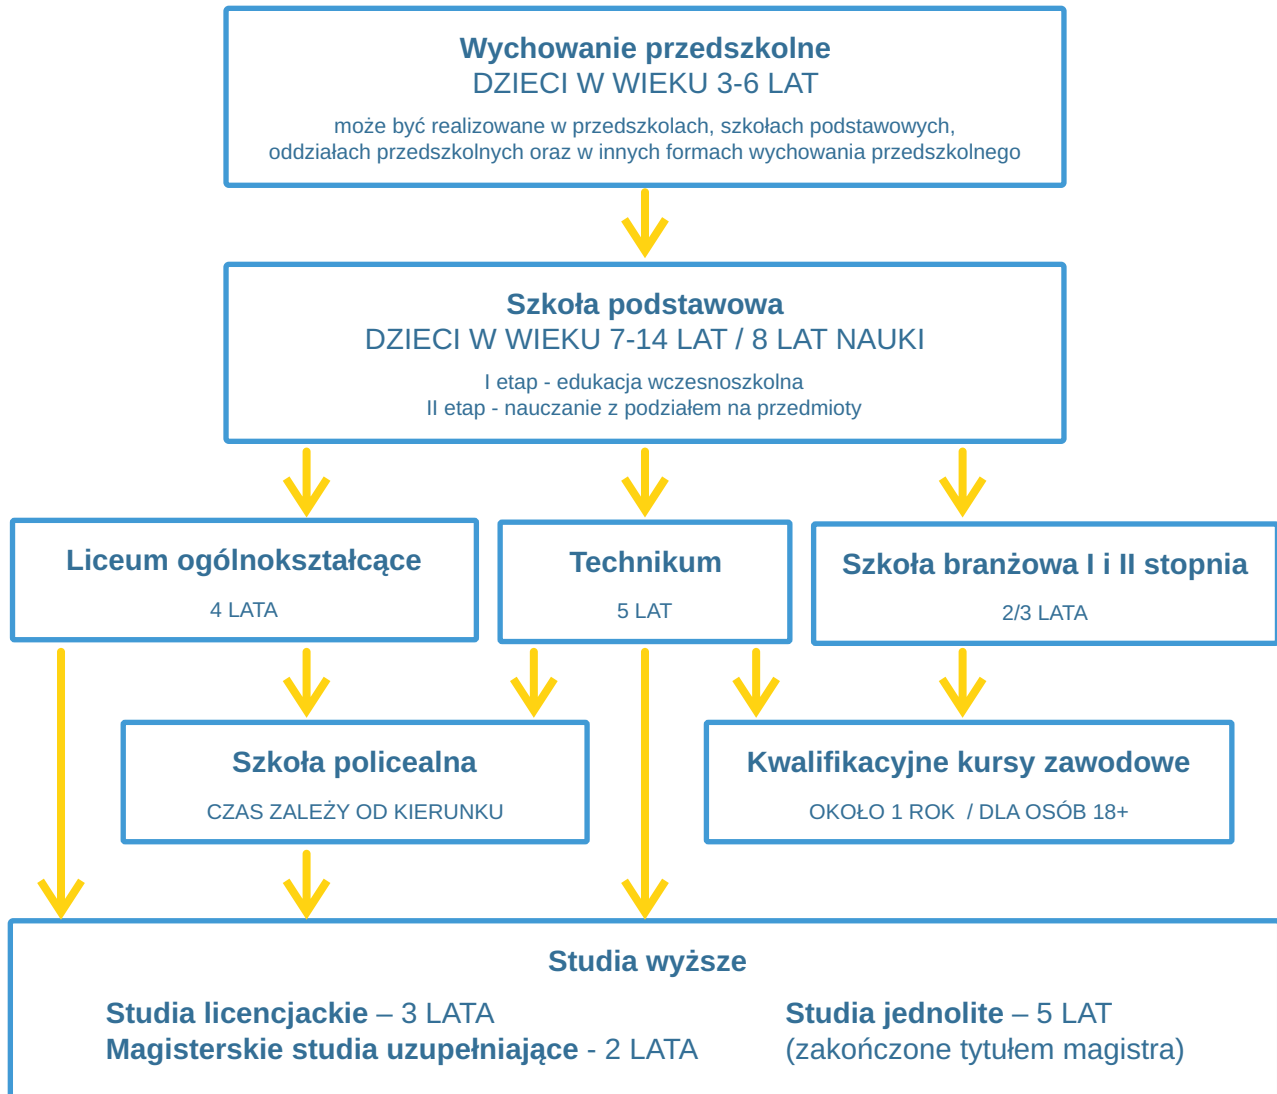 Wychowanie przedszkolne
DZIECI W WIEKU 3-6 LAT
może być realizowane w przedszkolach, szkołach podstawowych,
oddziałach przedszkolnych oraz w innych formach wychowania przedszkolnego
Szkoła podstawowa
DZIECI W WIEKU 7-14 LAT / 8 LAT NAUKI
I etap - edukacja wczesnoszkolna
II etap - nauczanie z podziałem na przedmioty
Liceum ogólnokształcące
4 LATA
Technikum
5 LAT
Szkoła branżowa I i II stopnia
2/3 LATA
Szkoła policealna
CZAS ZALEŻY OD KIERUNKU
Kwalifikacyjne kursy zawodowe
OKOŁO 1 ROK / DLA OSÓB 18+
Studia wyższe
Studia licencjackie – 3 LATA
Magisterskie studia uzupełniające - 2 LATA
Studia jednolite – 5 LAT
(zakończone tytułem magistra)